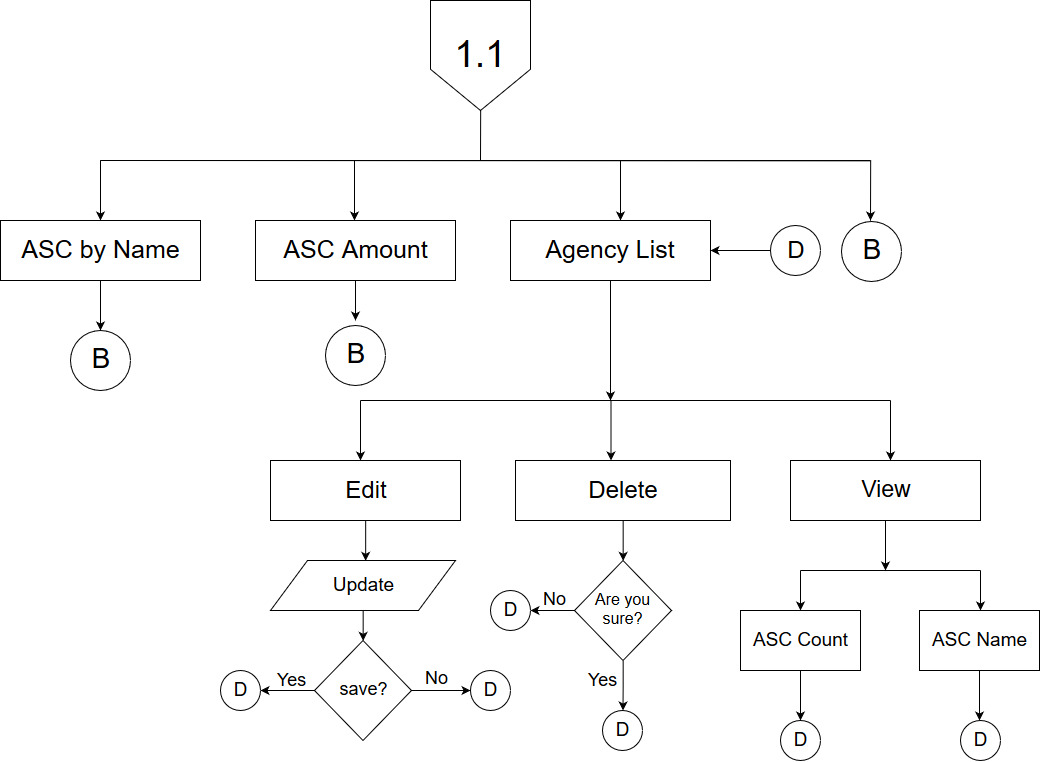 1.1
ASC by Name
ASC Amount
Agency List
D
B
B
B
Edit
Delete
View
Update
Are you
sure?
No
D
ASC Count
ASC Name
save?
Yes
D
No
D
Yes
D
D
D